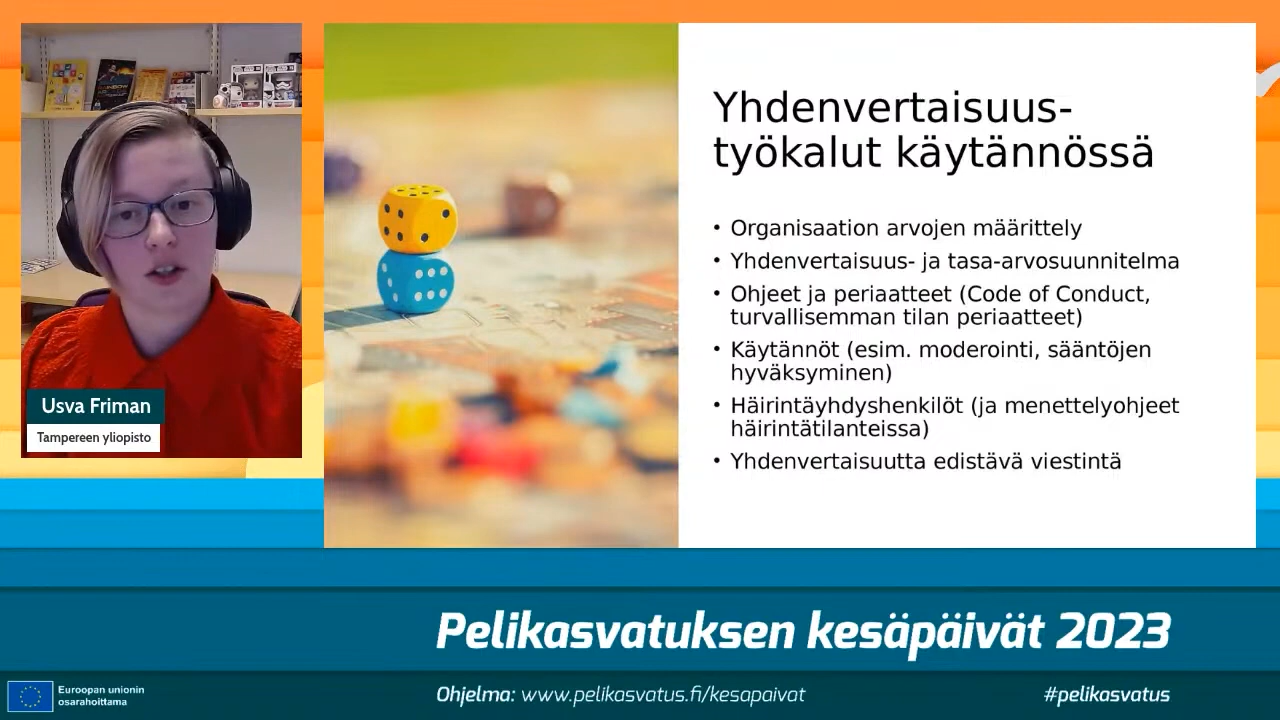 Yhdenvertaisuus-
työkalut käytännössä
• Organisaation arvojen määrittely
• Yhdenvertaisuus- ja tasa-arvosuunnitelma
• Ohjeet ja periaatteet (Code of Conduct,
turvallisemman tilan periaatteet)
• Käytännöt (esim. moderointi, sääntöjen
hyväksyminen)
• Häirintäyhdyshenkilöt (ja menettelyohjeet
häirintätilanteissa)
• Yhdenvertaisuutta edistävä viestintä
Usva Friman
Tampereen yliopisto
Pelikasvatuksen kesäpäivät 2023
Euroopan unionin
osarahoittama
Ohjelma: www.pelikasvatus.fi/kesapaivat
#pelikasvatus